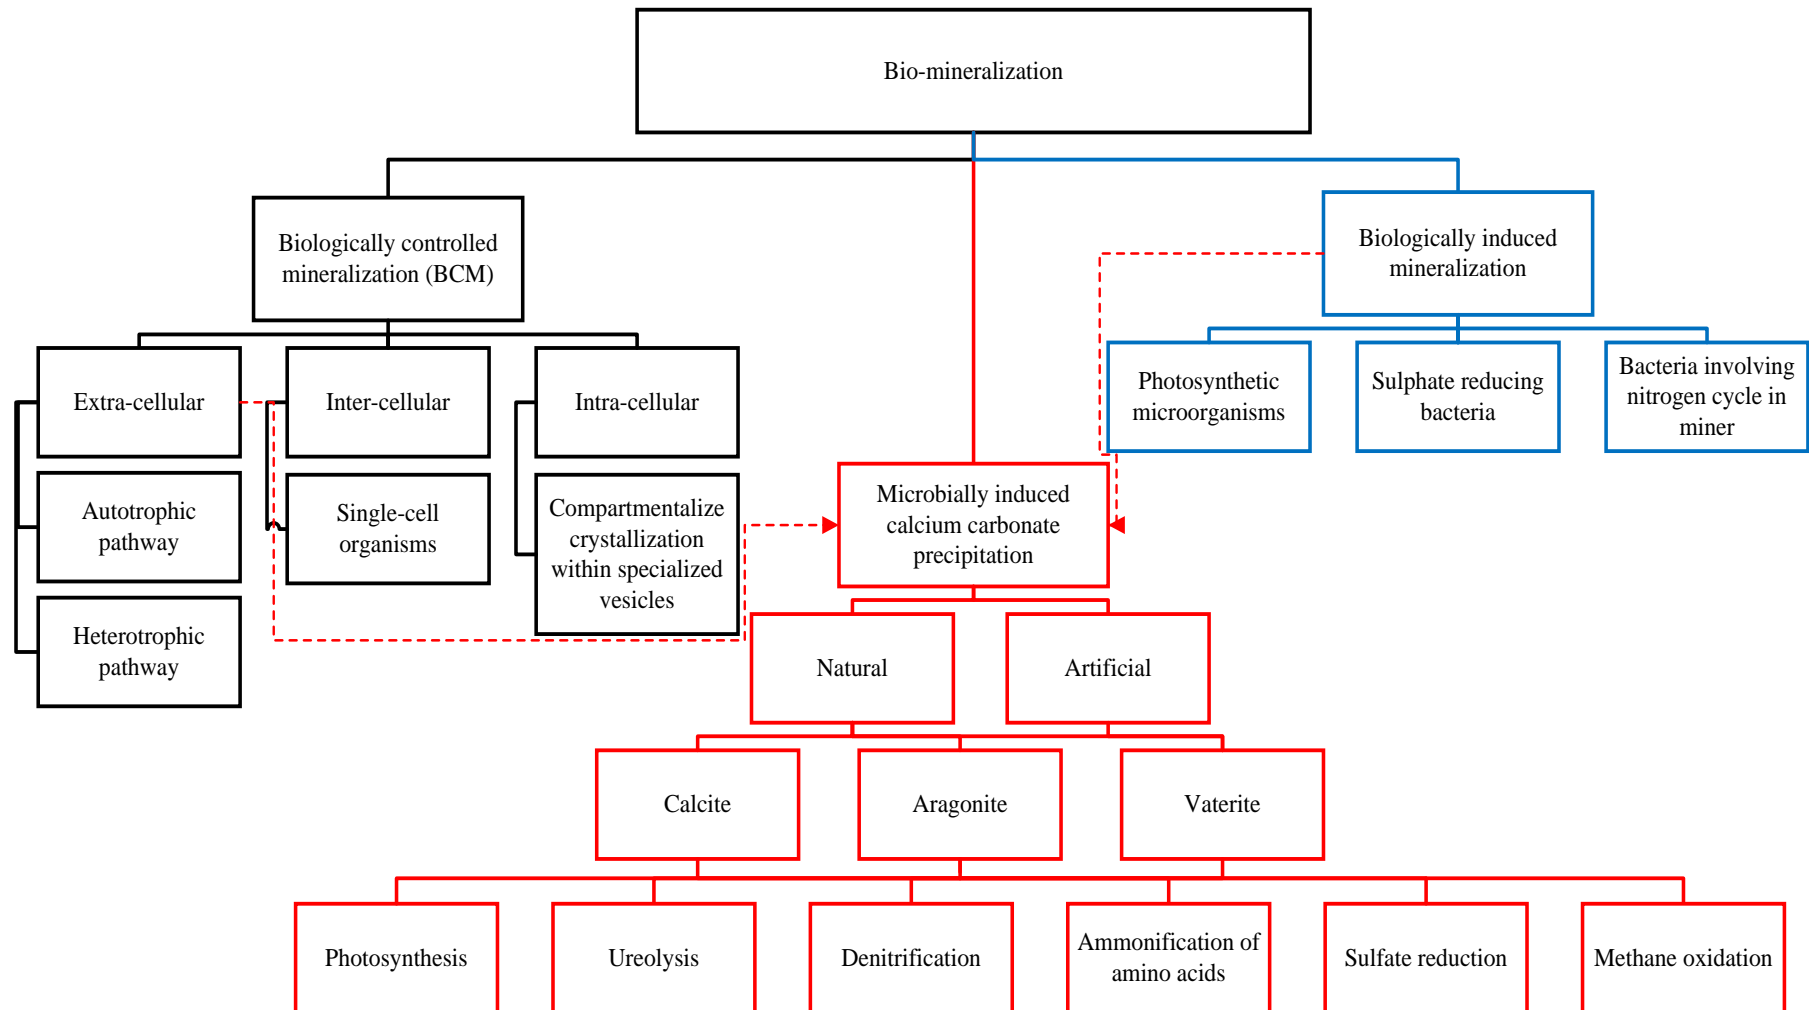 Bio-mineralization
Biologically controlled
mineralization (BCM)
Biologically induced
mineralization
Extra-cellular
Inter-cellular
Intra-cellular
Photosynthetic
microorganisms
Sulphate reducing
bacteria
Bacteria involving
nitrogen cycle in
miner
Autotrophic
pathway
Single-cell
organisms
Compartmentalize
crystallization
within specialized
vesicles
Microbially induced
calcium carbonate
precipitation
Heterotrophic
pathway
Natural
Artificial
Calcite
Aragonite
Vaterite
Photosynthesis
Ureolysis
Denitrification
Ammonification of
amino acids
Sulfate reduction
Methane oxidation